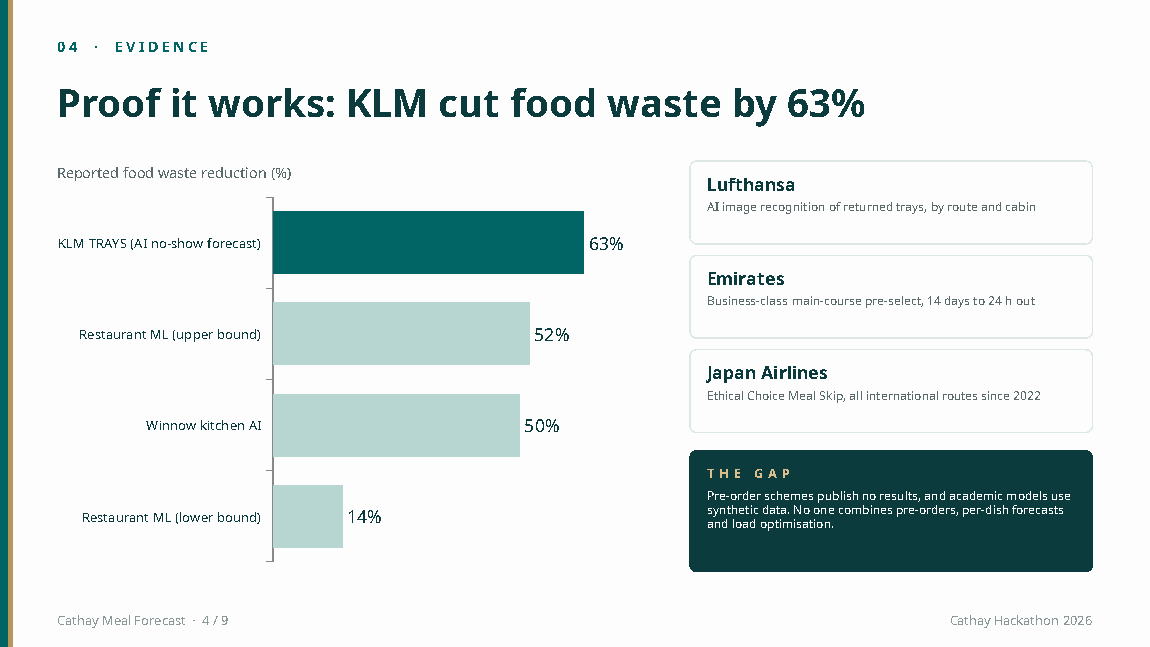 04 · EVIDENCE
Proof it works: KLM cut food waste by 63%
Reported food waste reduction (%)
KLM TRAYS (AI no-show forecast)
63%
Restaurant ML (upper bound)
52%
Winnow kitchen AI
50%
Restaurant ML (lower bound)
14%
Lufthansa
AI image recognition of returned trays, by route and cabin
Emirates
Business-class main-course pre-select, 14 days to 24 h out
Japan Airlines
Ethical Choice Meal Skip, all international routes since 2022
THE GAP
Pre-order schemes publish no results, and academic models use
synthetic data. No one combines pre-orders, per-dish forecasts
and load optimisation.
Cathay Meal Forecast · 4 / 9
Cathay Hackathon 2026